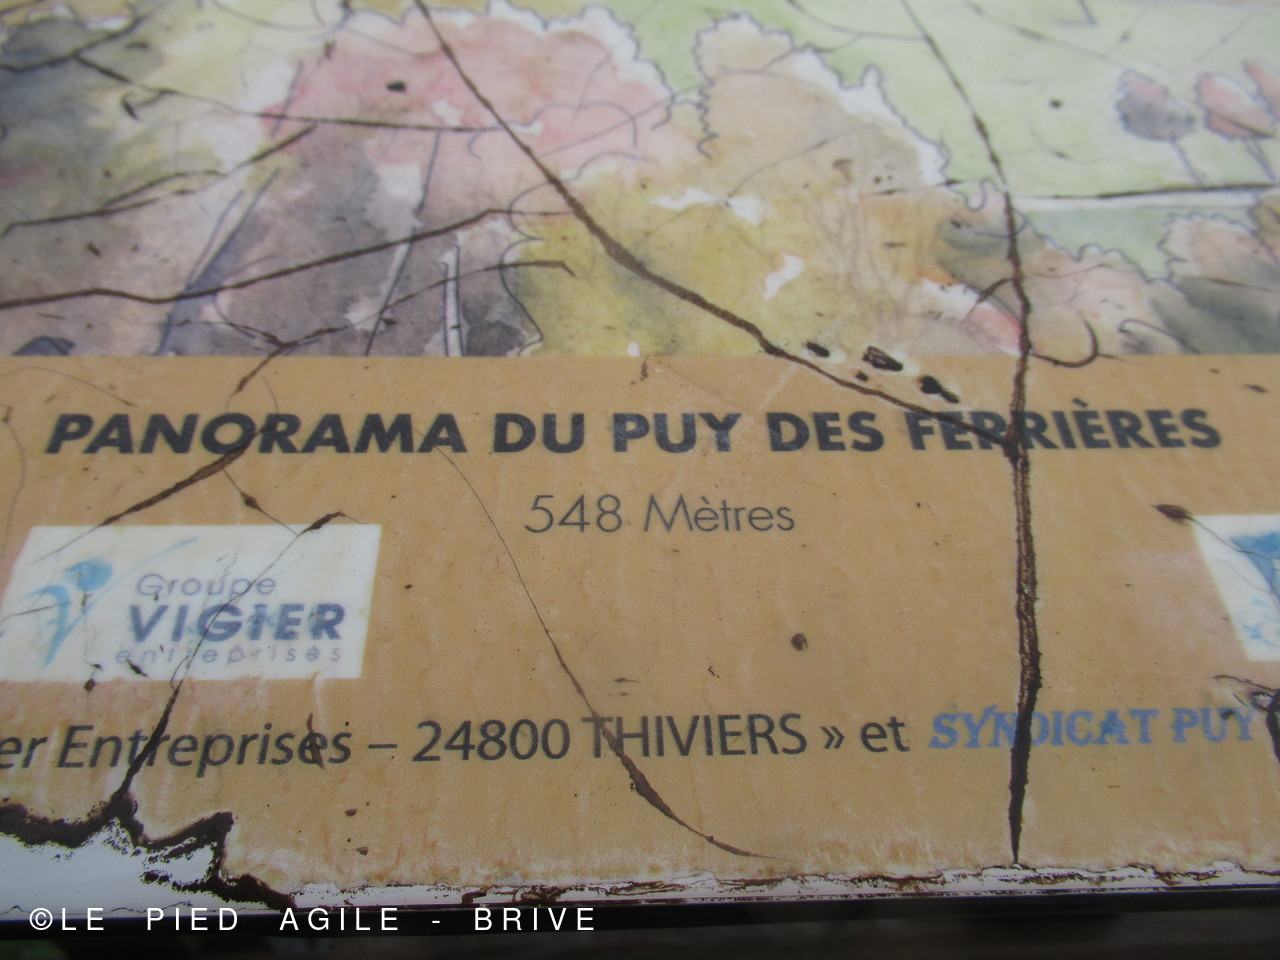 PANORAMA DU PUY DES FERRIÈRES
548 Mètres
Groupe
VIGIER
entreprises
er Entreprises – 24800 THIVIERS » et SYNDICAT PUY
©LE PIED AGILE - BRIVE